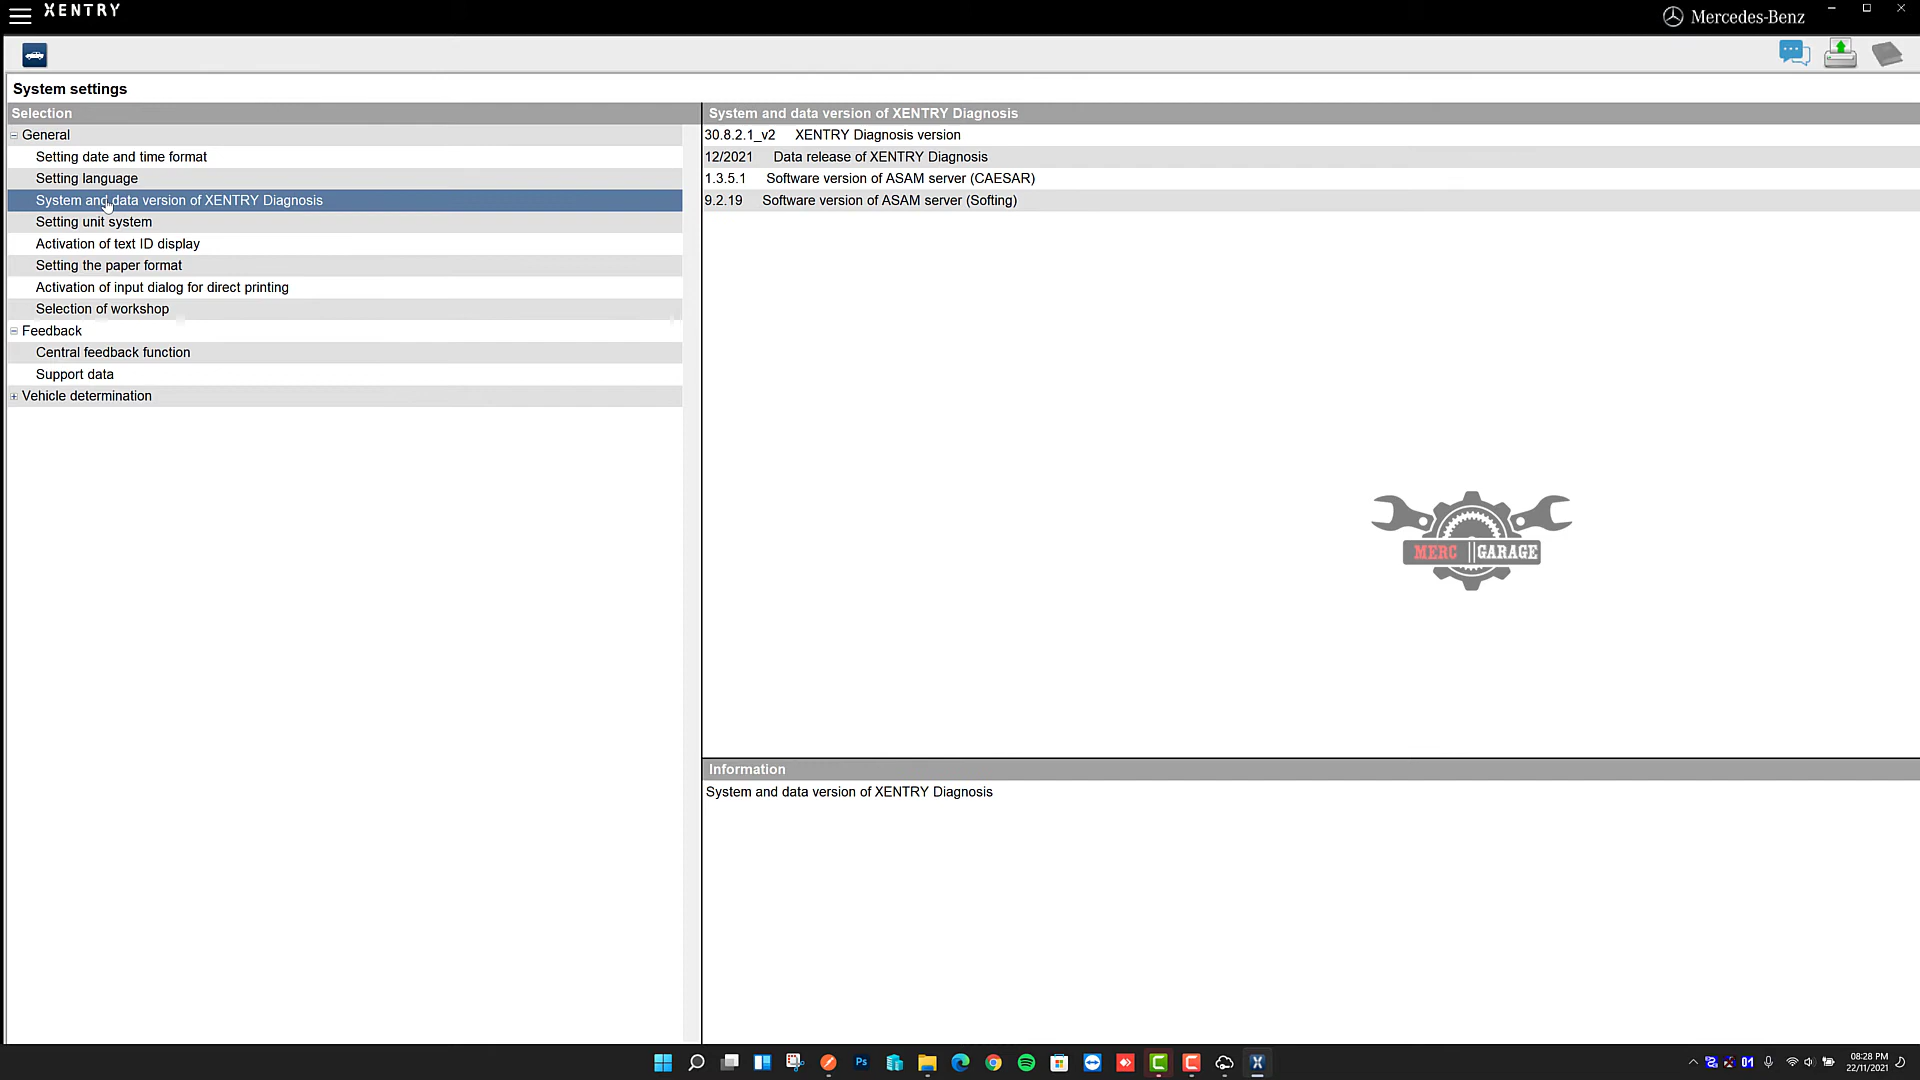 XENTRY
Mercedes-Benz
System settings
Selection
General
Setting date and time format
Setting language
System and data version of XENTRY Diagnosis
Setting unit system
Activation of text ID display
Setting the paper format
Activation of input dialog for direct printing
Selection of workshop
Feedback
Central feedback function
Support data
Vehicle determination
System and data version of XENTRY Diagnosis
30.8.2.1_v2 XENTRY Diagnosis version
12/2021 Data release of XENTRY Diagnosis
1.3.5.1 Software version of ASAM server (CAESAR)
9.2.19 Software version of ASAM server (Softing)
MERC GARAGE
Information
System and data version of XENTRY Diagnosis
Ps
X
01
08:28 PM
22/11/2021